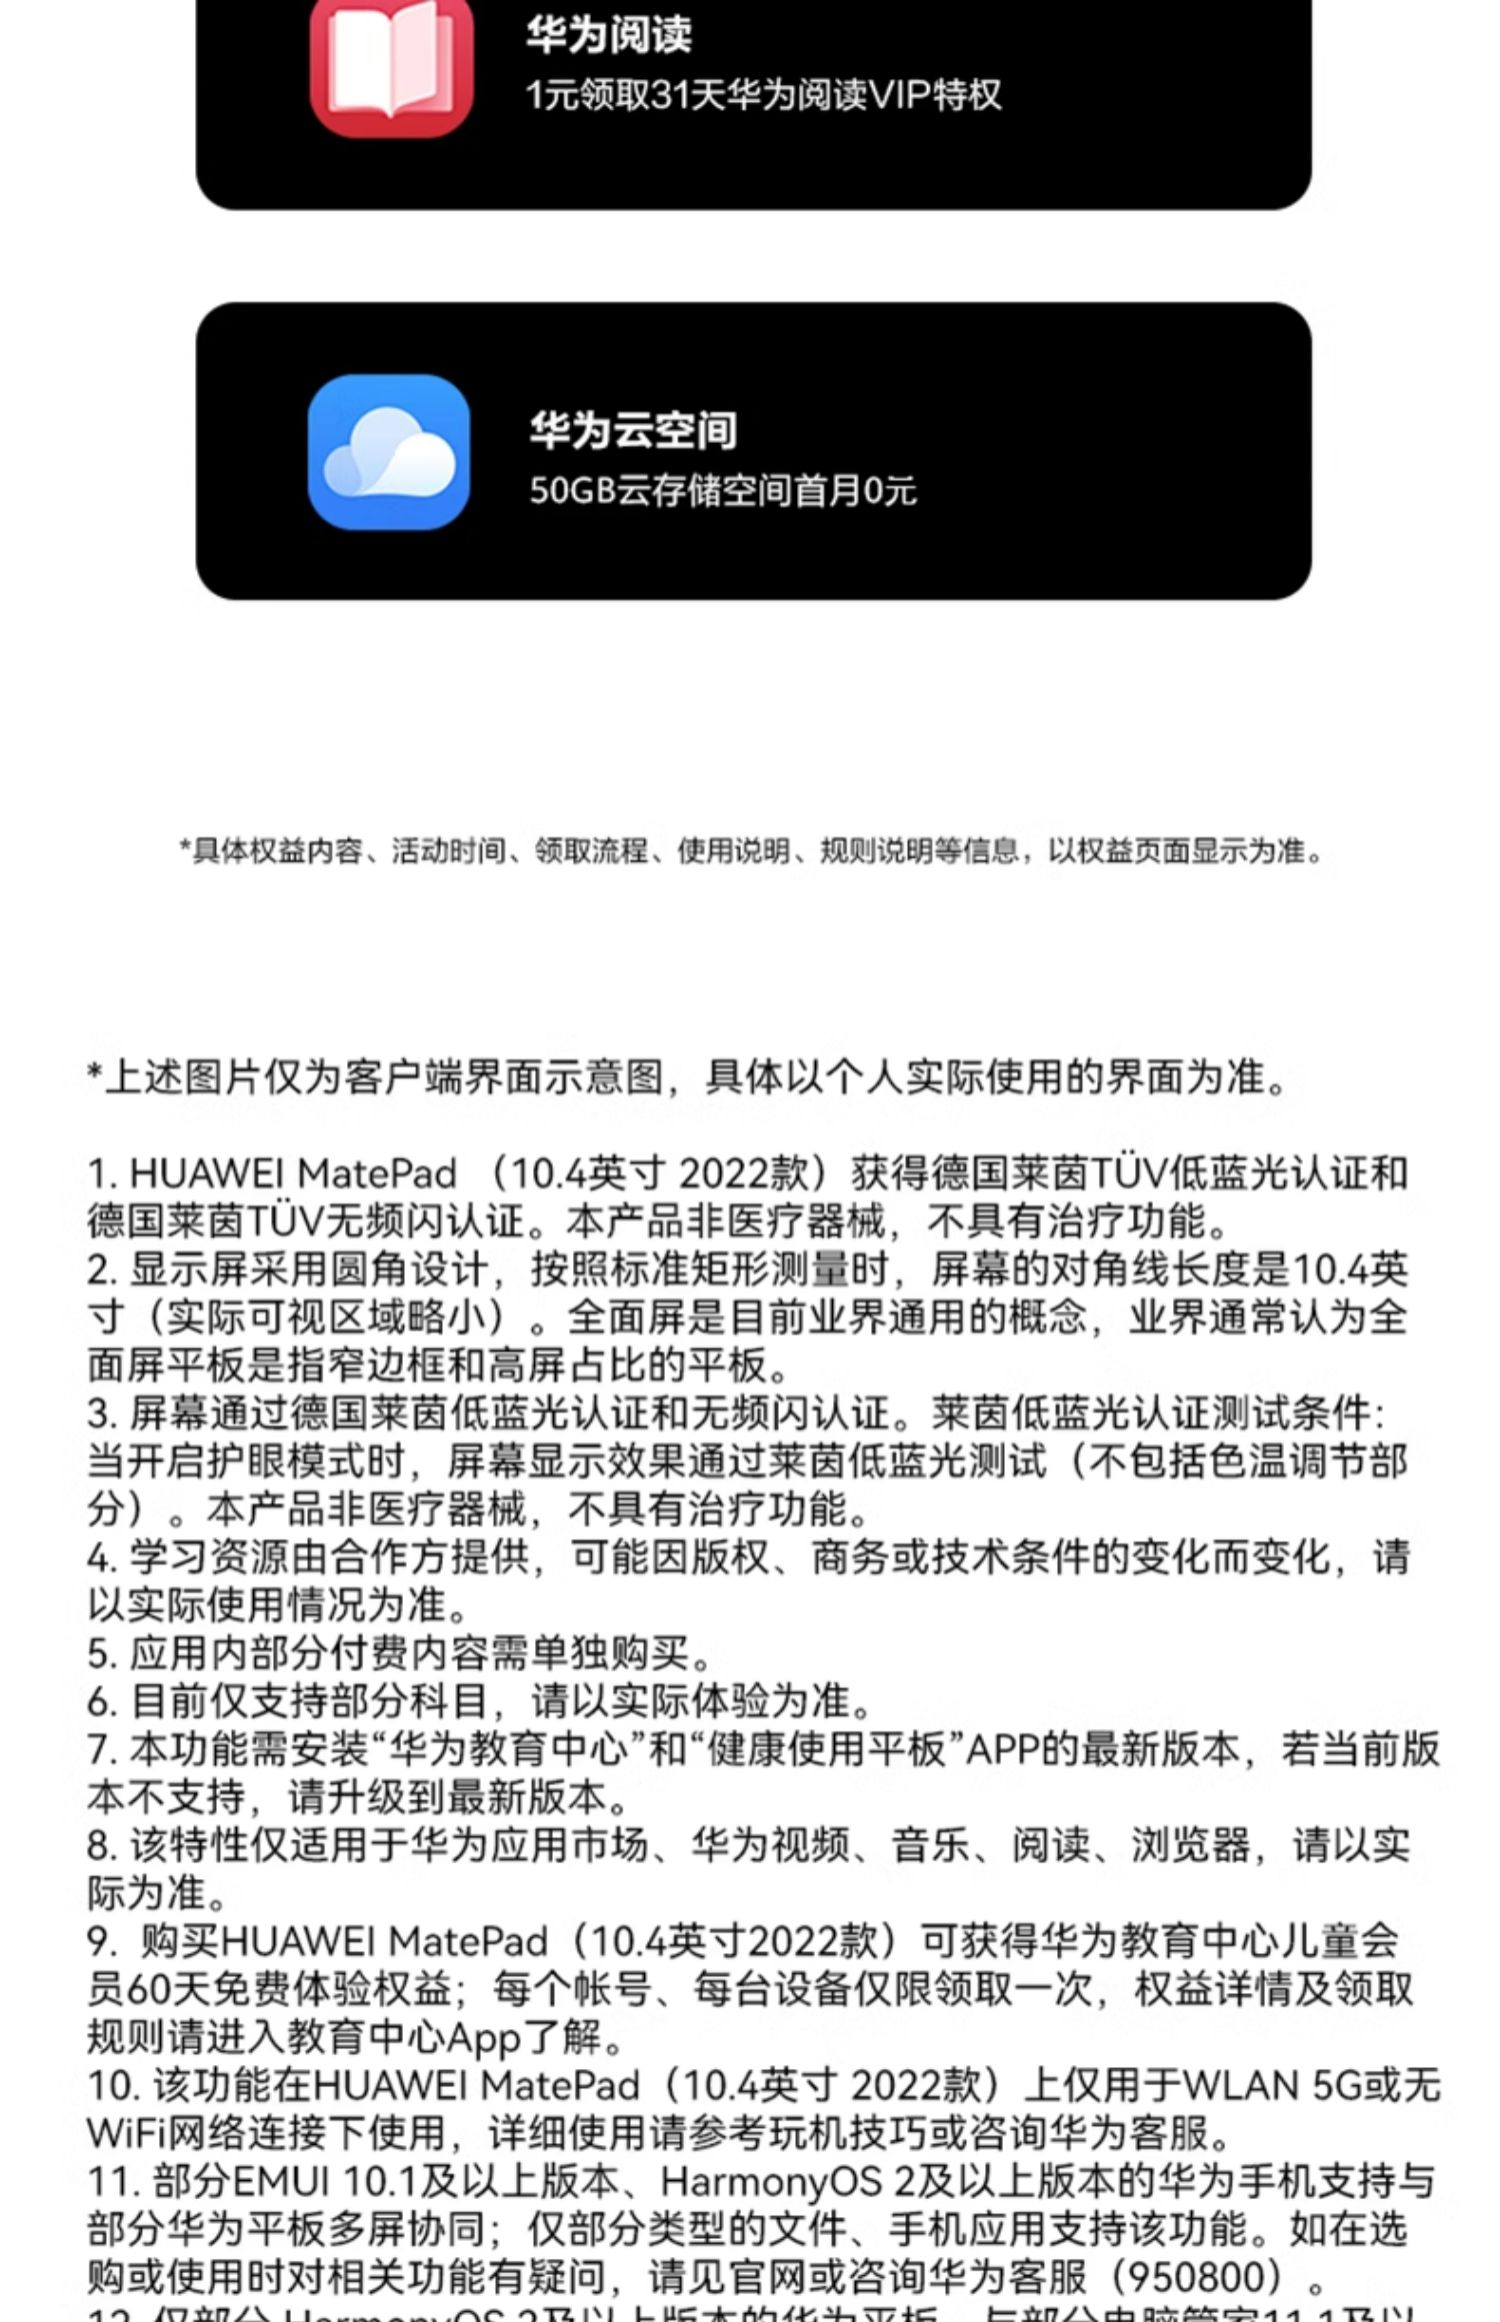 华为阅读
1元领取31天华为阅读VIP特权
华为云空间
50GB云存储空间首月0元
*具体权益内容、活动时间、领取流程、使用说明、规则说明等信息，以权益页面显示为准。
*上述图片仅为客户端界面示意图，具体以个人实际使用的界面为准。
1. HUAWEI MatePad （10.4英寸 2022款）获得德国莱茵TÜV低蓝光认证和
德国莱茵TÜV无频闪认证。本产品非医疗器械，不具有治疗功能。
2. 显示屏采用圆角设计，按照标准矩形测量时，屏幕的对角线长度是10.4英
寸（实际可视区域略小）。全面屏是目前业界通用的概念，业界通常认为全
面屏平板是指窄边框和高屏占比的平板。
3. 屏幕通过德国莱茵低蓝光认证和无频闪认证。莱茵低蓝光认证测试条件：
当开启护眼模式时，屏幕显示效果通过莱茵低蓝光测试（不包括色温调节部
分）。本产品非医疗器械，不具有治疗功能。
4. 学习资源由合作方提供，可能因版权、商务或技术条件的变化而变化，请
以实际使用情况为准。
5. 应用内部分付费内容需单独购买。
6. 目前仅支持部分科目，请以实际体验为准。
7. 本功能需安装“华为教育中心”和“健康使用平板”APP的最新版本，若当前版
本不支持，请升级到最新版本。
8. 该特性仅适用于华为应用市场、华为视频、音乐、阅读、浏览器，请以实
际为准。
9. 购买HUAWEI MatePad（10.4英寸2022款）可获得华为教育中心儿童会
员60天免费体验权益；每个帐号、每台设备仅限领取一次，权益详情及领取
规则请进入教育中心App了解。
10. 该功能在HUAWEI MatePad（10.4英寸 2022款）上仅用于WLAN 5G或无
WiFi网络连接下使用，详细使用请参考玩机技巧或咨询华为客服。
11. 部分EMUI 10.1及以上版本、HarmonyOS 2及以上版本的华为手机支持与
部分华为平板多屏协同；仅部分类型的文件、手机应用支持该功能。如在选
购或使用时对相关功能有疑问，请见官网或咨询华为客服（950800）。
12. 仅部分 HarmonyOS 2及以上版本的华为平板，与部分电脑管家11.1及以